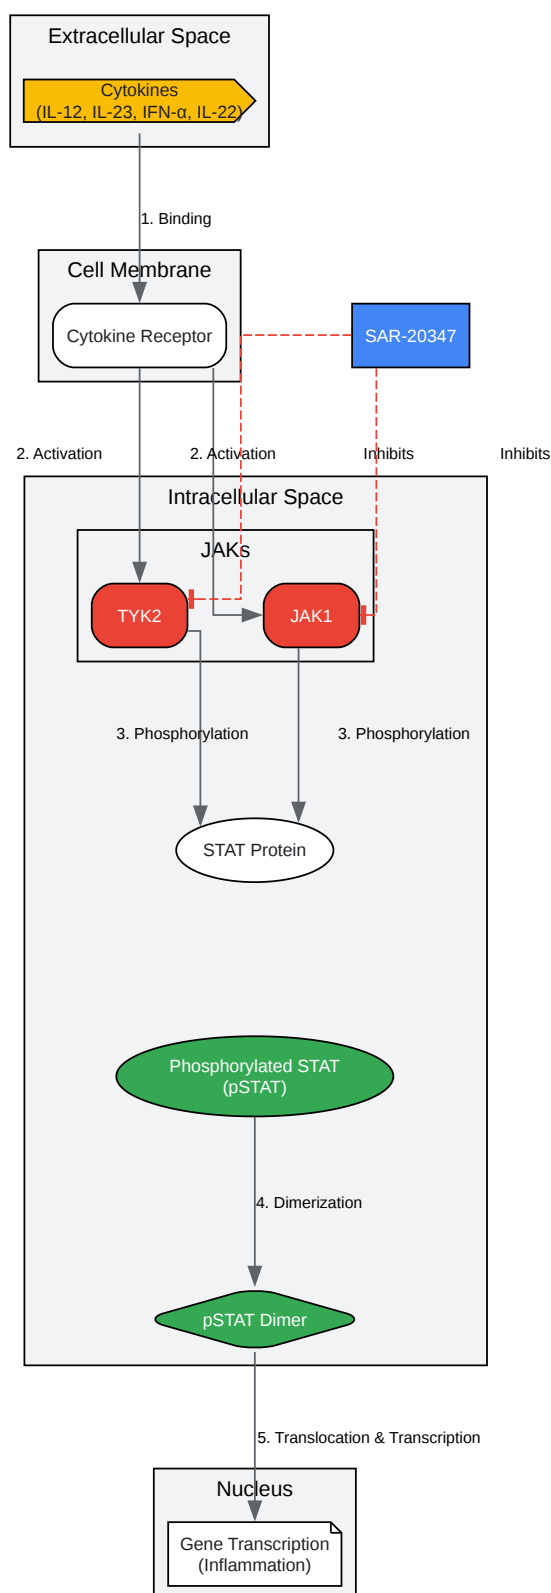 Extracellular Space
Cytokines
(IL-12, IL-23, IFN-α, IL-22)
1. Binding
Cell Membrane
Cytokine Receptor
SAR-20347
2. Activation
2. Activation
Inhibits
Inhibits
Intracellular Space
JAKs
TYK2
JAK1
3. Phosphorylation
3. Phosphorylation
STAT Protein
Phosphorylated STAT
(pSTAT)
4. Dimerization
pSTAT Dimer
5. Translocation & Transcription
Nucleus
Gene Transcription
(Inflammation)